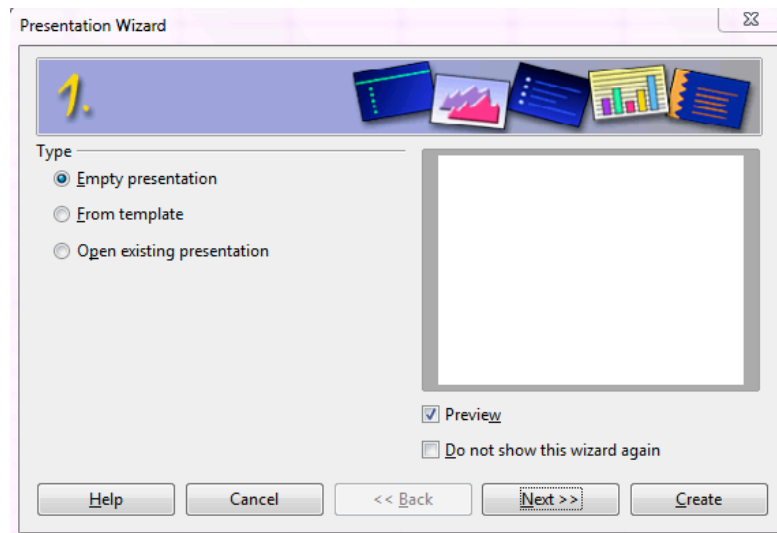 Presentation Wizard
1.
Type
Empty presentation
From template
Open existing presentation
Preview
Do not show this wizard again
Help
Cancel
<< Back
Next >>
Create